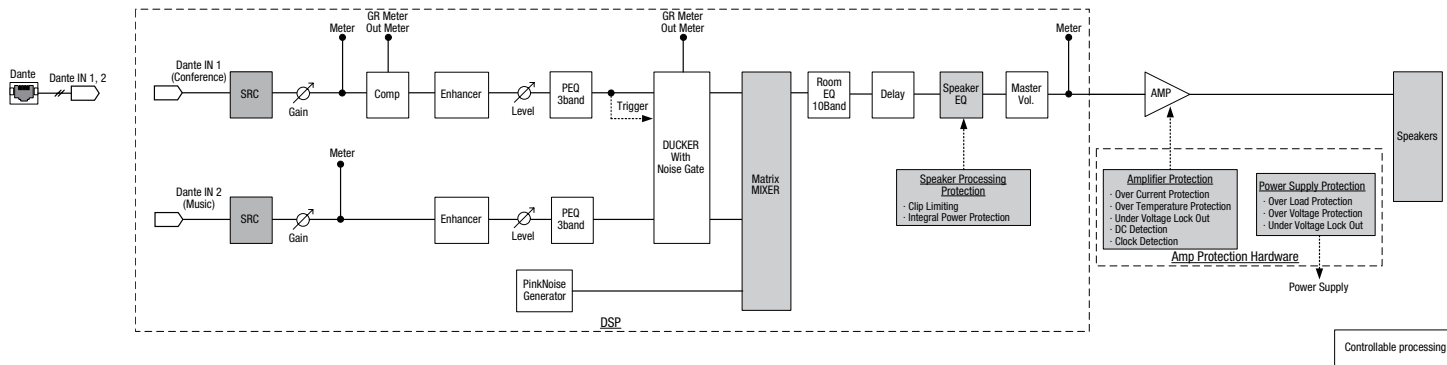 GR Meter
Out Meter
Meter
GR Meter
Out Meter
Meter
Dante
Dante IN 1, 2
Dante IN 1
(Conference)
SRC
Gain
Comp
Enhancer
Level
PEQ
3band
Trigger
DUCKER
With
Noise Gate
Matrix
MIXER
Room
EQ
10Band
Delay
Speaker
EQ
Master
Vol.
AMP
Speakers
Meter
Dante IN 2
(Music)
SRC
Gain
Enhancer
Level
PEQ
3band
Speaker Processing
Protection
· Clip Limiting
· Integral Power Protection
Amplifier Protection
· Over Current Protection
· Over Temperature Protection
· Under Voltage Lock Out
· DC Detection
· Clock Detection
Power Supply Protection
· Over Load Protection
· Over Voltage Protection
· Under Voltage Lock Out
Amp Protection Hardware
Power Supply
PinkNoise
Generator
DSP
Controllable processing